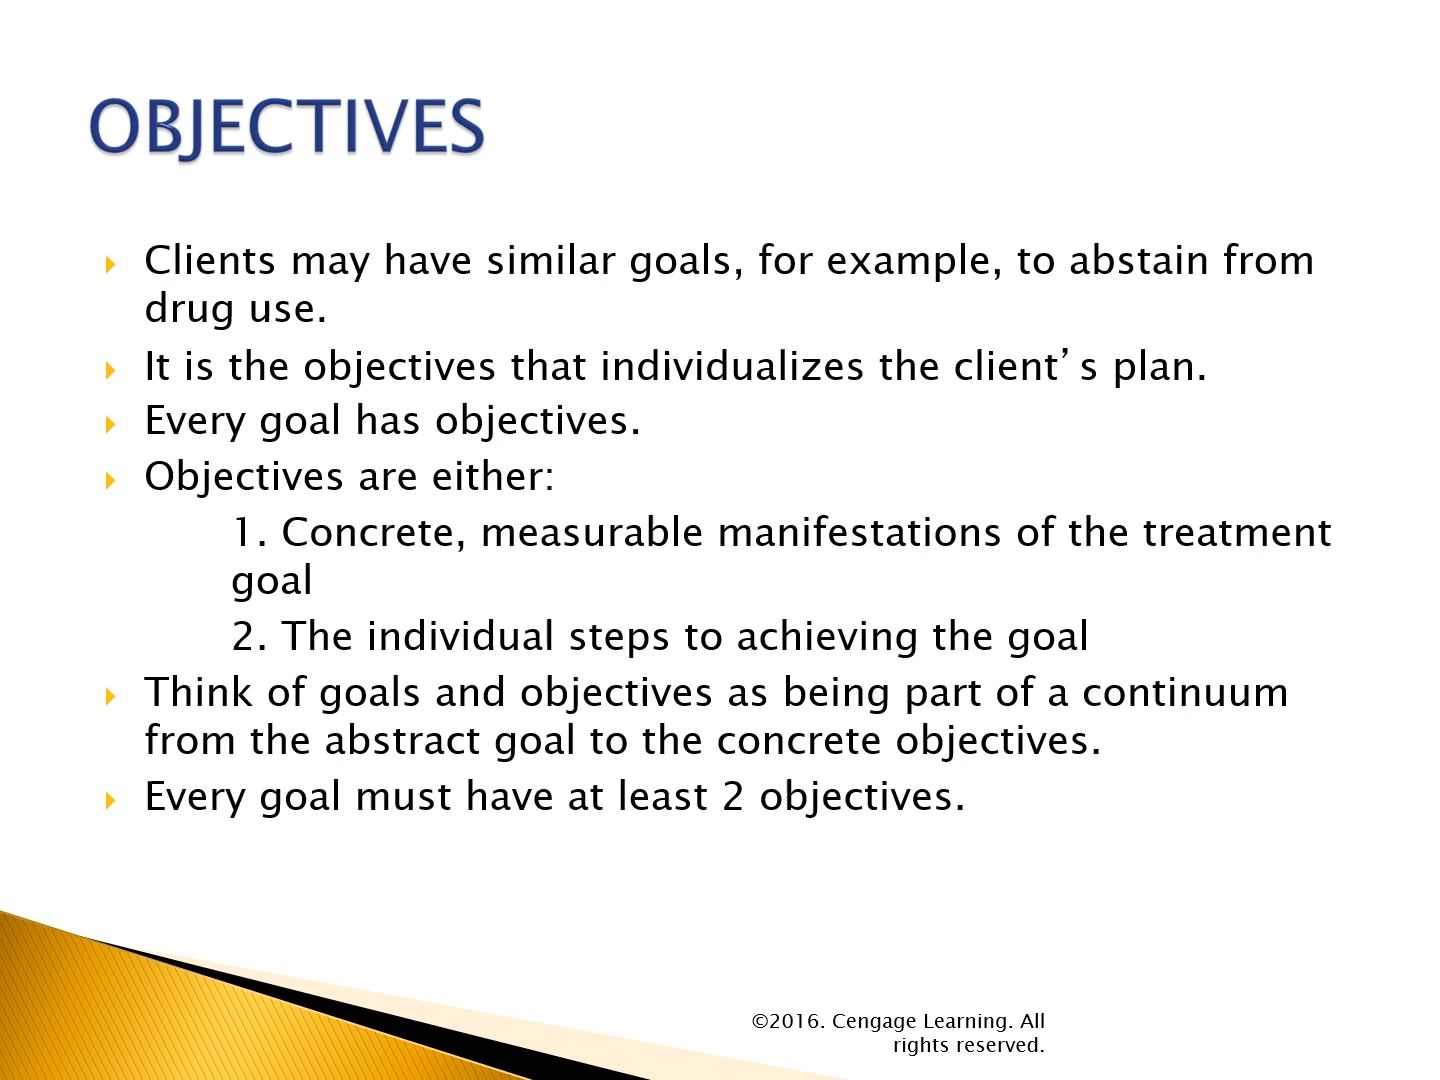 OBJECTIVES
Clients may have similar goals, for example, to abstain from
drug use.
It is the objectives that individualizes the client’s plan.
Every goal has objectives.
Objectives are either:
1. Concrete, measurable manifestations of the treatment
goal
2. The individual steps to achieving the goal
Think of goals and objectives as being part of a continuum
from the abstract goal to the concrete objectives.
Every goal must have at least 2 objectives.
©2016. Cengage Learning. All
rights reserved.